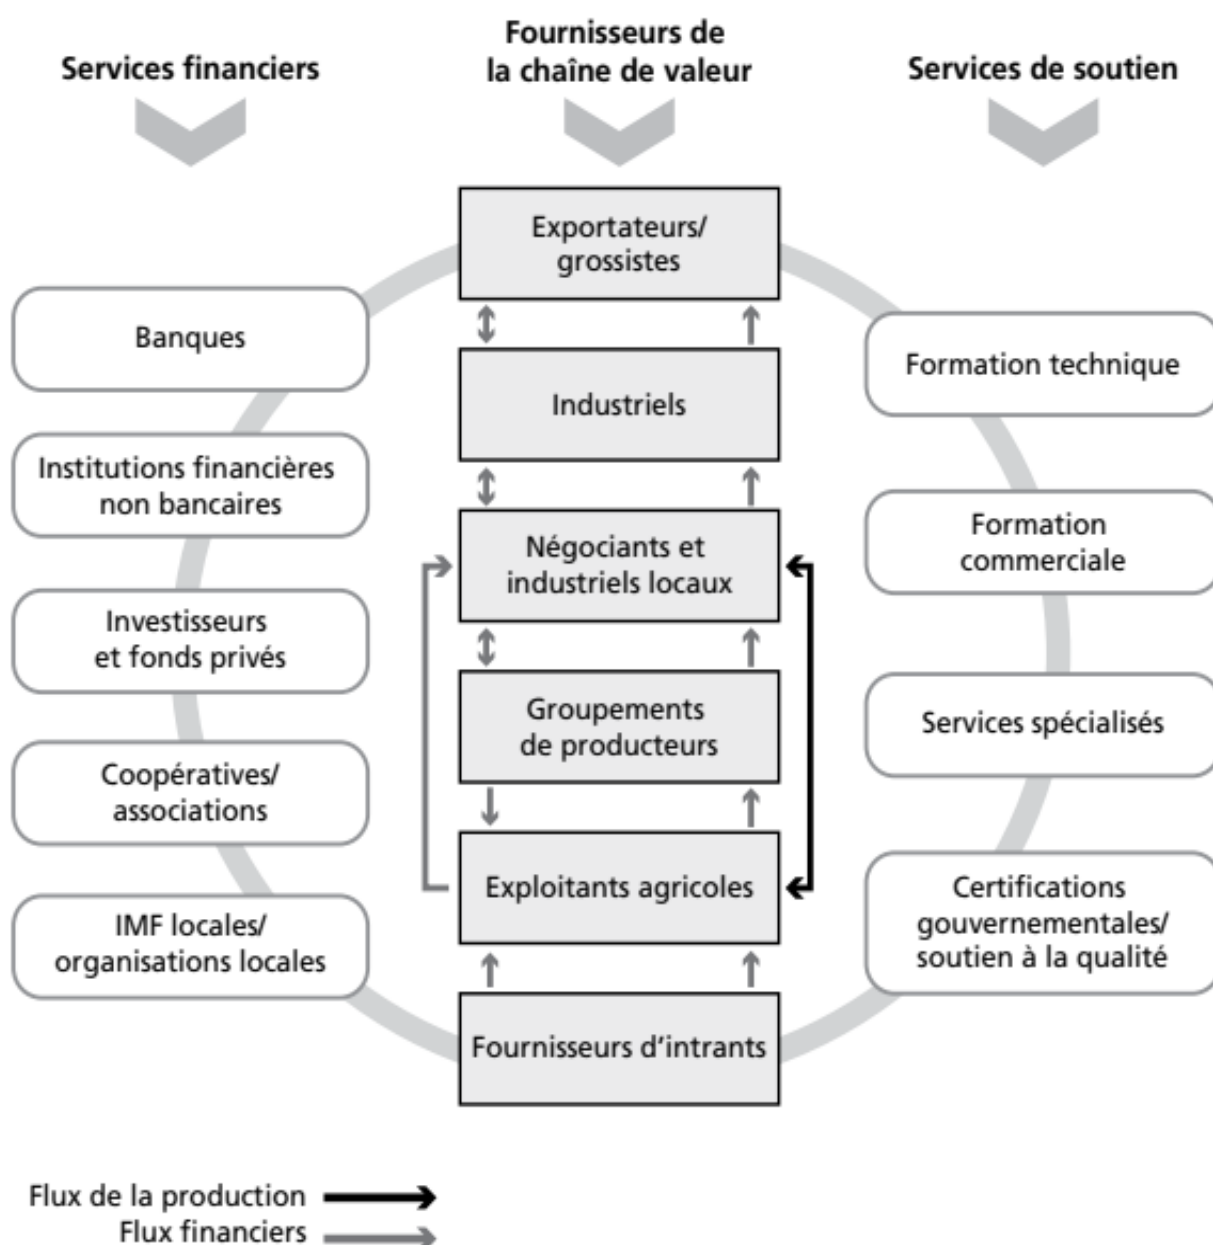 Services financiers
Fournisseurs de
la chaîne de valeur
Services de soutien
Exportateurs/
grossistes
Banques
Formation technique
Industriels
Institutions financières
non bancaires
Négociants et
industriels locaux
Formation
commerciale
Investisseurs
et fonds privés
Groupements
de producteurs
Services spécialisés
Coopératives/
associations
Exploitants agricoles
Certifications
gouvernementales/
soutien à la qualité
IMF locales/
organisations locales
Fournisseurs d’intrants
Flux de la production
Flux financiers